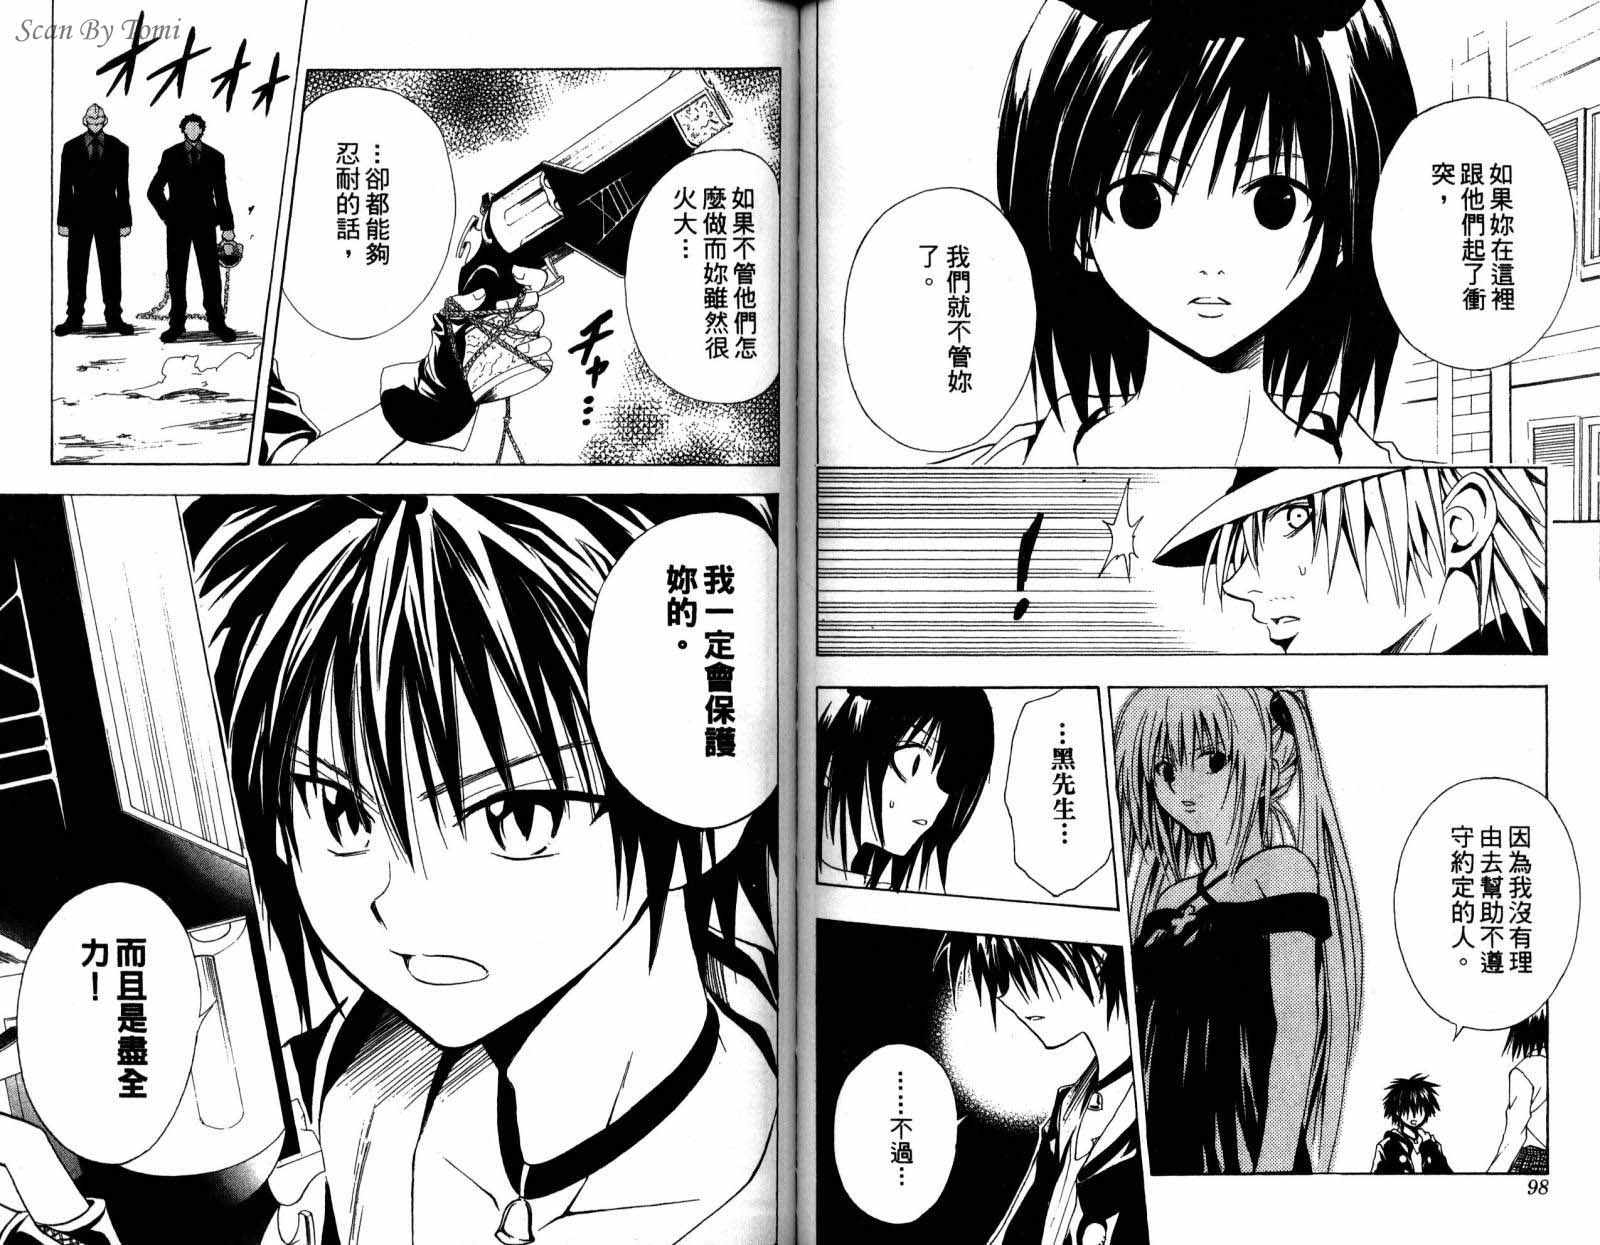 Scan By Tomi
如果妳在這裡
跟他們起了衝
突，
我們就不管妳
了。
！
因為我沒有理
由去幫助不遵
守約定的人。
…黑先生…
……不過…
98
如果不管他們怎
麼做而妳雖然很
火大…
…卻都能夠
忍耐的話，
チャ…
オオオオ
我一定會保護
妳的。
而且是盡全
力！